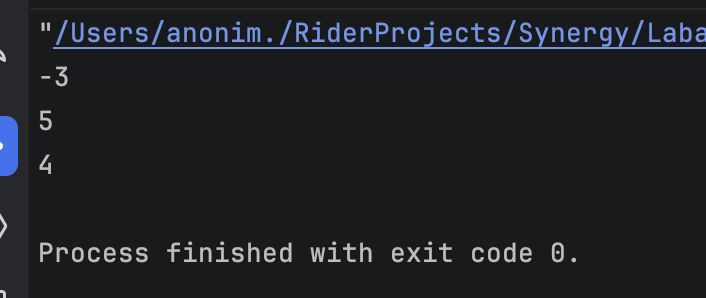 "/Users/anonim./RiderProjects/Synergy/Laba
-3
5
4
Process finished with exit code 0.